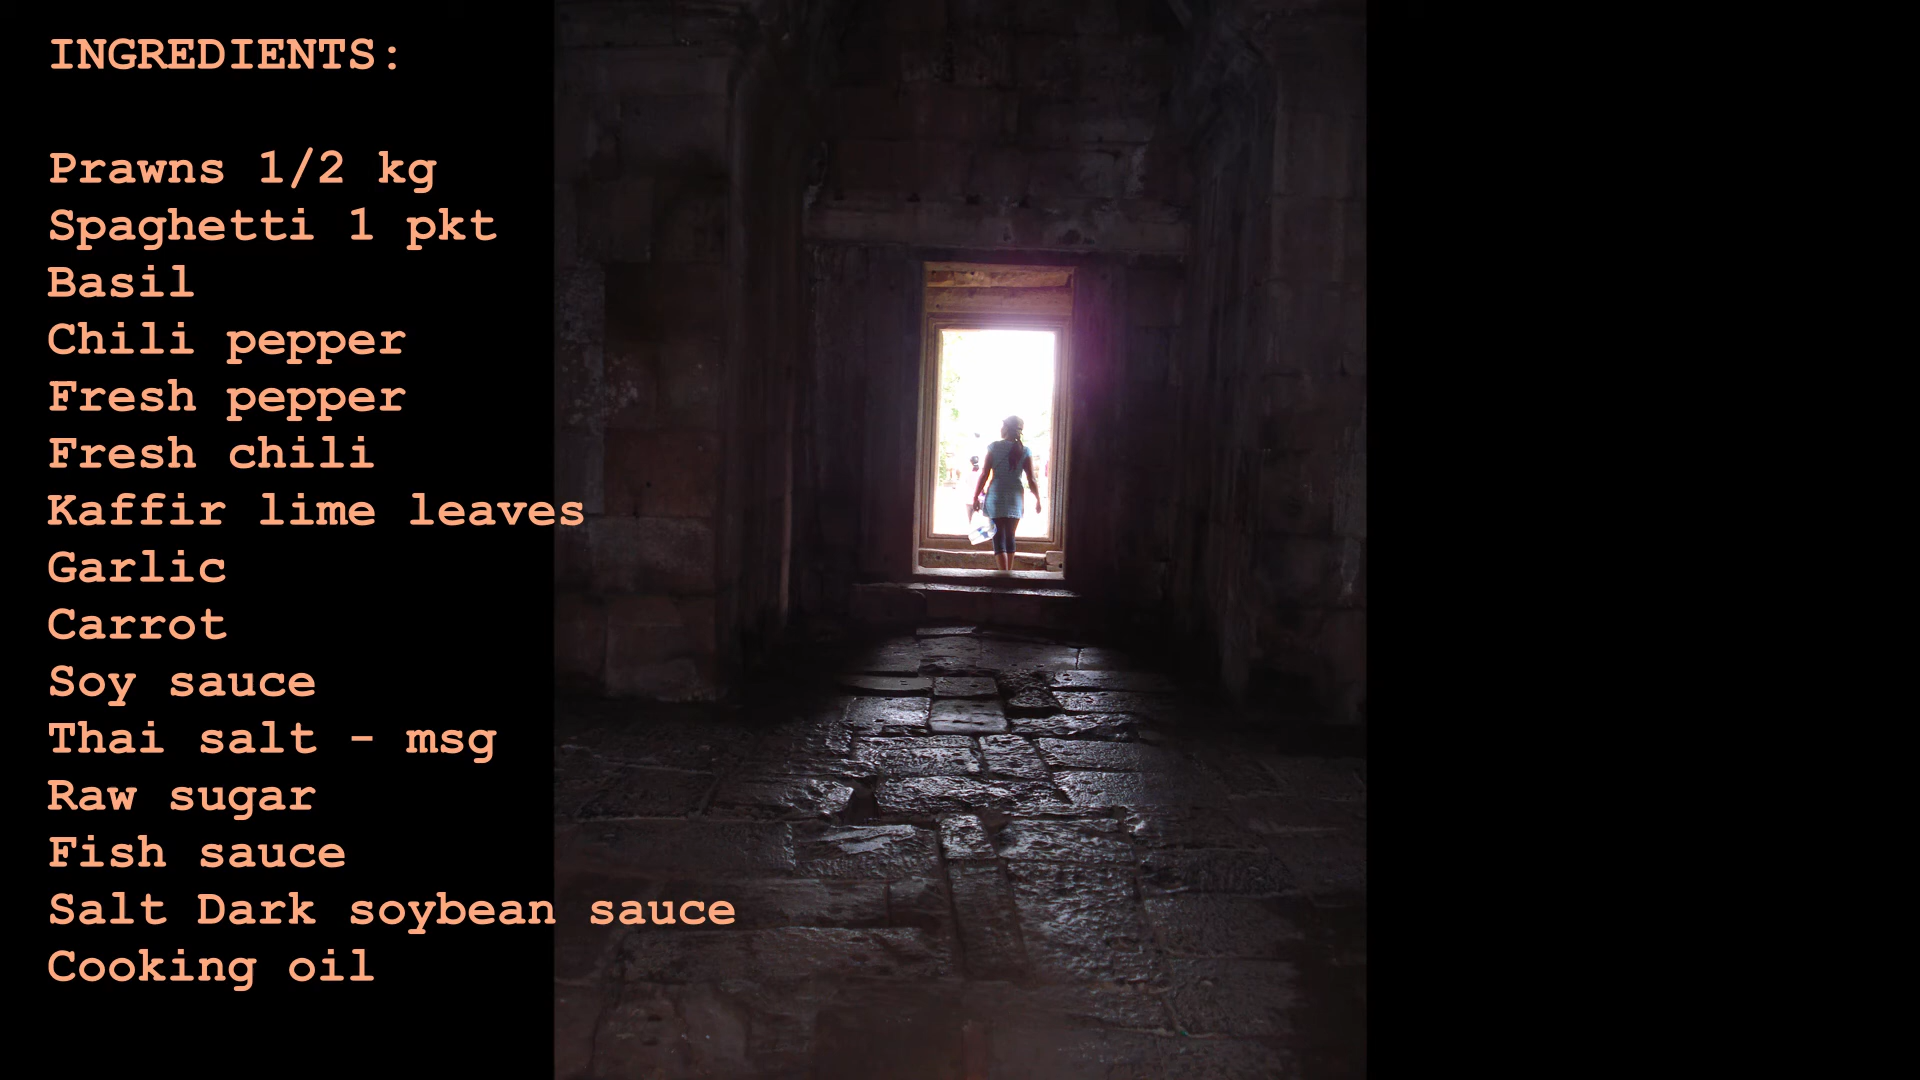 INGREDIENTS:
Prawns 1/2 kg
Spaghetti 1 pkt
Basil
Chili pepper
Fresh pepper
Fresh chili
Kaffir lime leaves
Garlic
Carrot
Soy sauce
Thai salt - msg
Raw sugar
Fish sauce
Salt Dark soybean sauce
Cooking oil